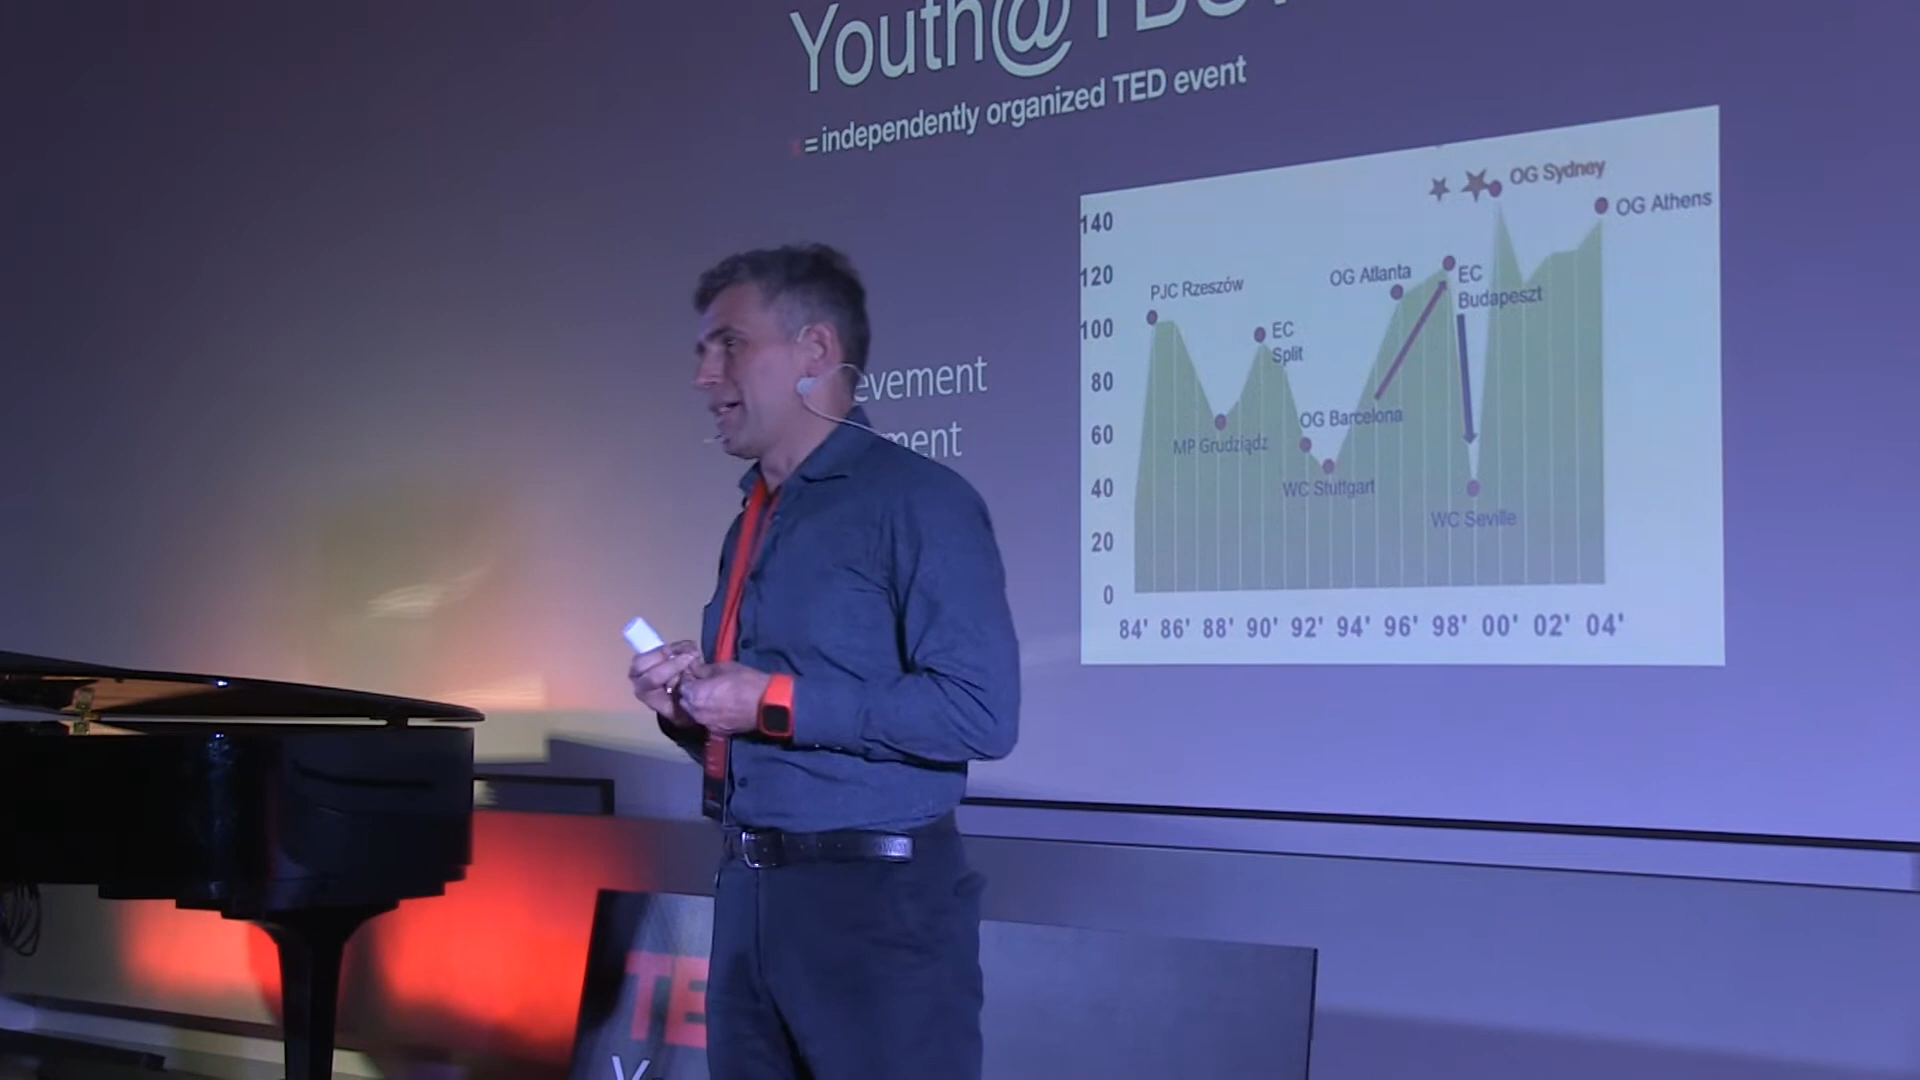 Youth@
=independently organized TED event
evement
ment
OG Sydney
OG Athens
OG Atlanta
EC
Budapeszt
PJC Rzeszów
EC
Split
OG Barcelona
MP Grudziądz
WC Stuttgart
WC Seville
140
120
100
80
60
40
20
0
84' 86' 88' 90' 92' 94' 96' 98' 00' 02' 04'
TE